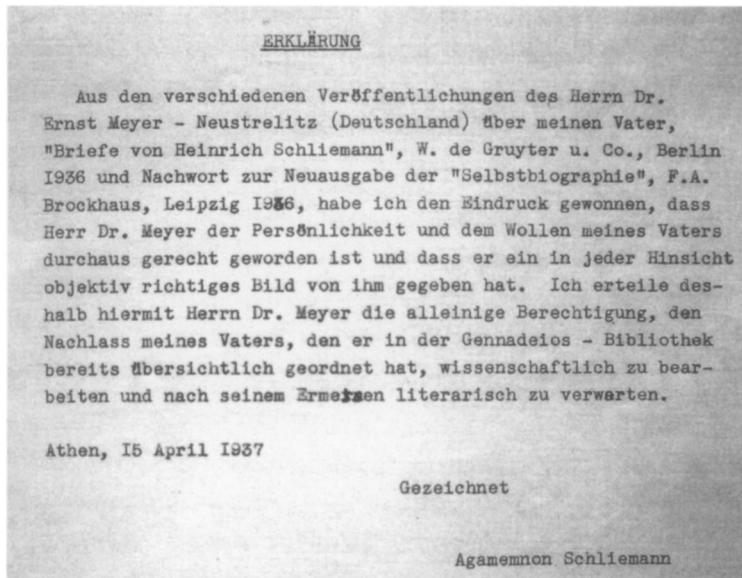 ERKLÄRUNG
Aus den verschiedenen Veröffentlichungen des Herrn Dr.
Ernst Meyer - Neustrelitz (Deutschland) über meinen Vater,
"Briefe von Heinrich Schliemann", W. de Gruyter u. Co., Berlin
I936 und Nachwort zur Neuausgabe der "Selbstbiographie", F.A.
Brockhaus, Leipzig I936, habe ich den Eindruck gewonnen, dass
Herr Dr. Meyer der Persönlichkeit und dem Wollen meines Vaters
durchaus gerecht geworden ist und dass er ein in jeder Hinsicht
objektiv richtiges Bild von ihm gegeben hat. Ich erteile des-
halb hiermit Herrn Dr. Meyer die alleinige Berechtigung, den
Nachlass meines Vaters, den er in der Gennadeios - Bibliothek
bereits übersichtlich geordnet hat, wissenschaftlich zu bear-
beiten und nach seinem literarisch zu verwarten.
Athen, I5 April I937
Gezeichnet
Agamemnon Schliemann